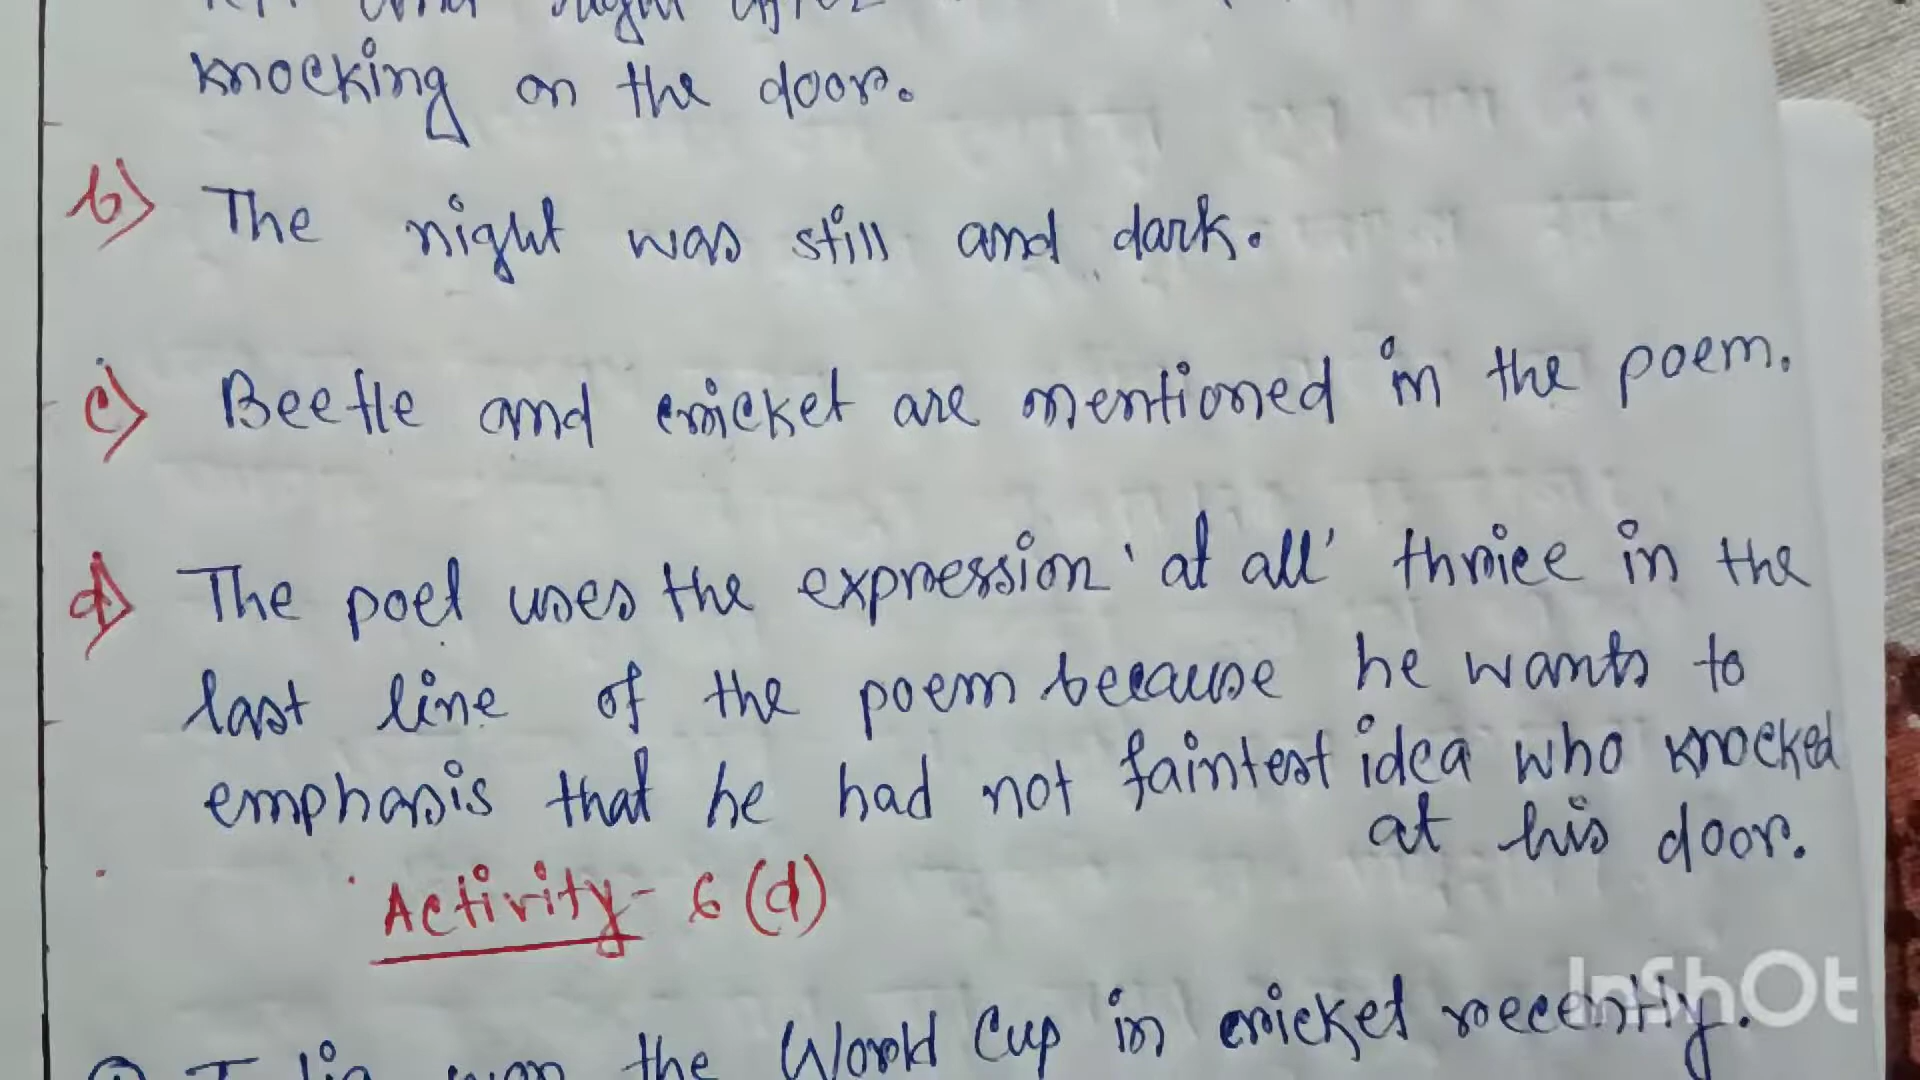 right after
knocking on the door.
b) The night was still and dark.
c) Beetle and cricket are mentioned in the poem.
d) The poet uses the expression 'at all' thrice in the
last line of the poem because he wants to
emphasis that he had not faintest idea who knocked
at his door.
Activity - 6 (d)
InShOt
won the World Cup in cricket recently.